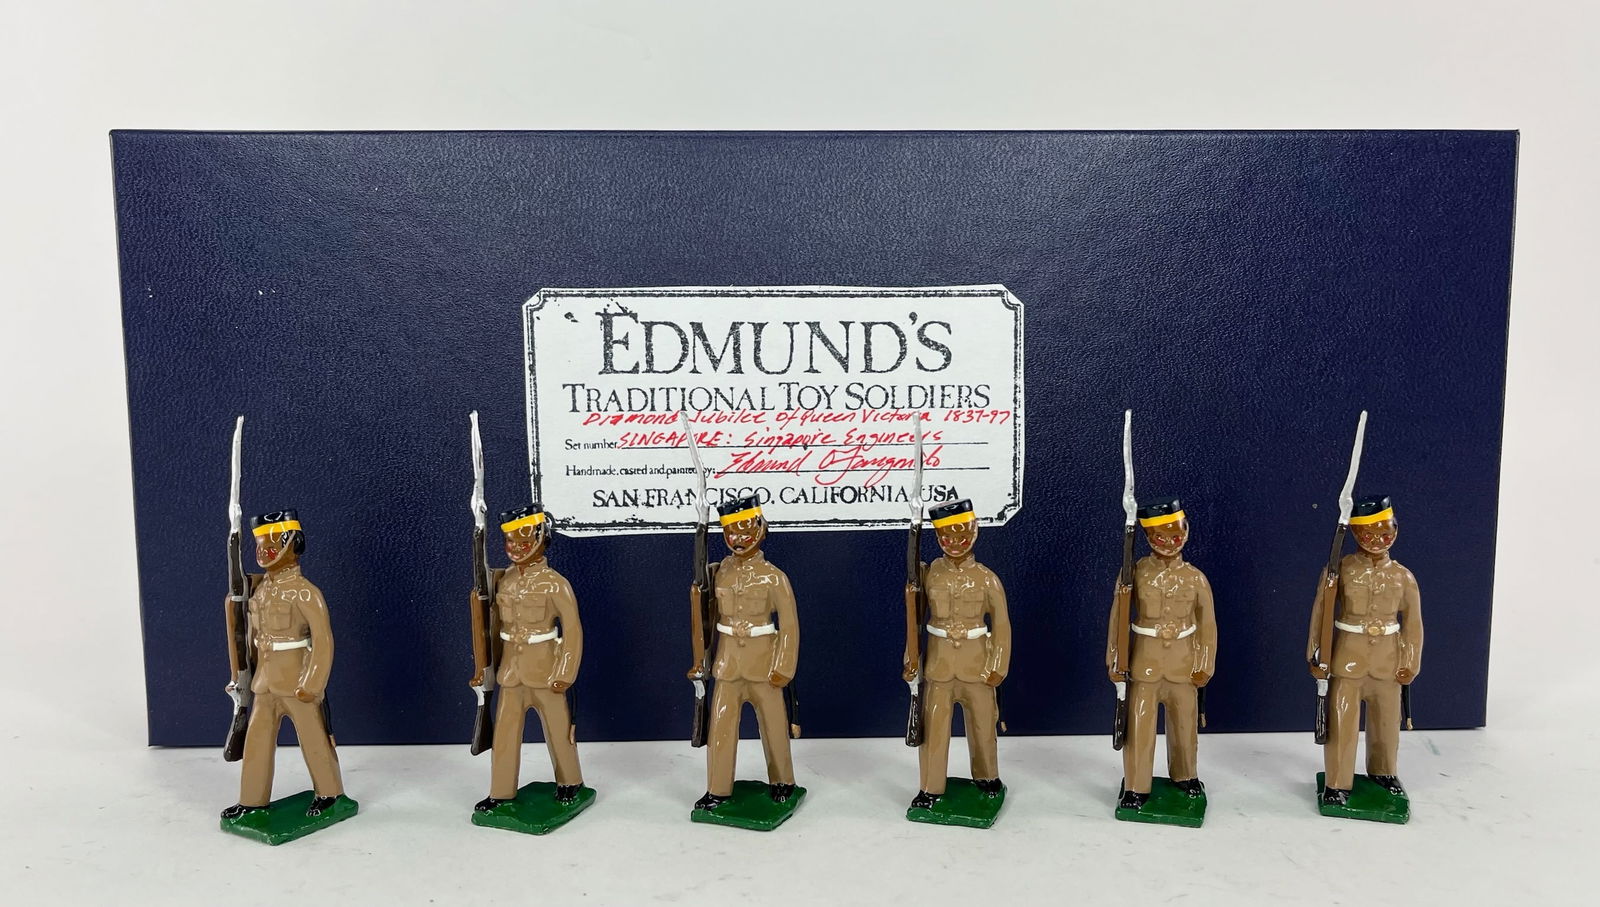 EDMUND'S
TRADITIONAL TOY SOLDIERS
Diamond Jubilee of Queen Victoria 1837-97
Set number SINGAPORE: Singapore Engineers
Handmade, casted and painted by: Edmund
SAN FRANCISCO, CALIFORNIA, USA